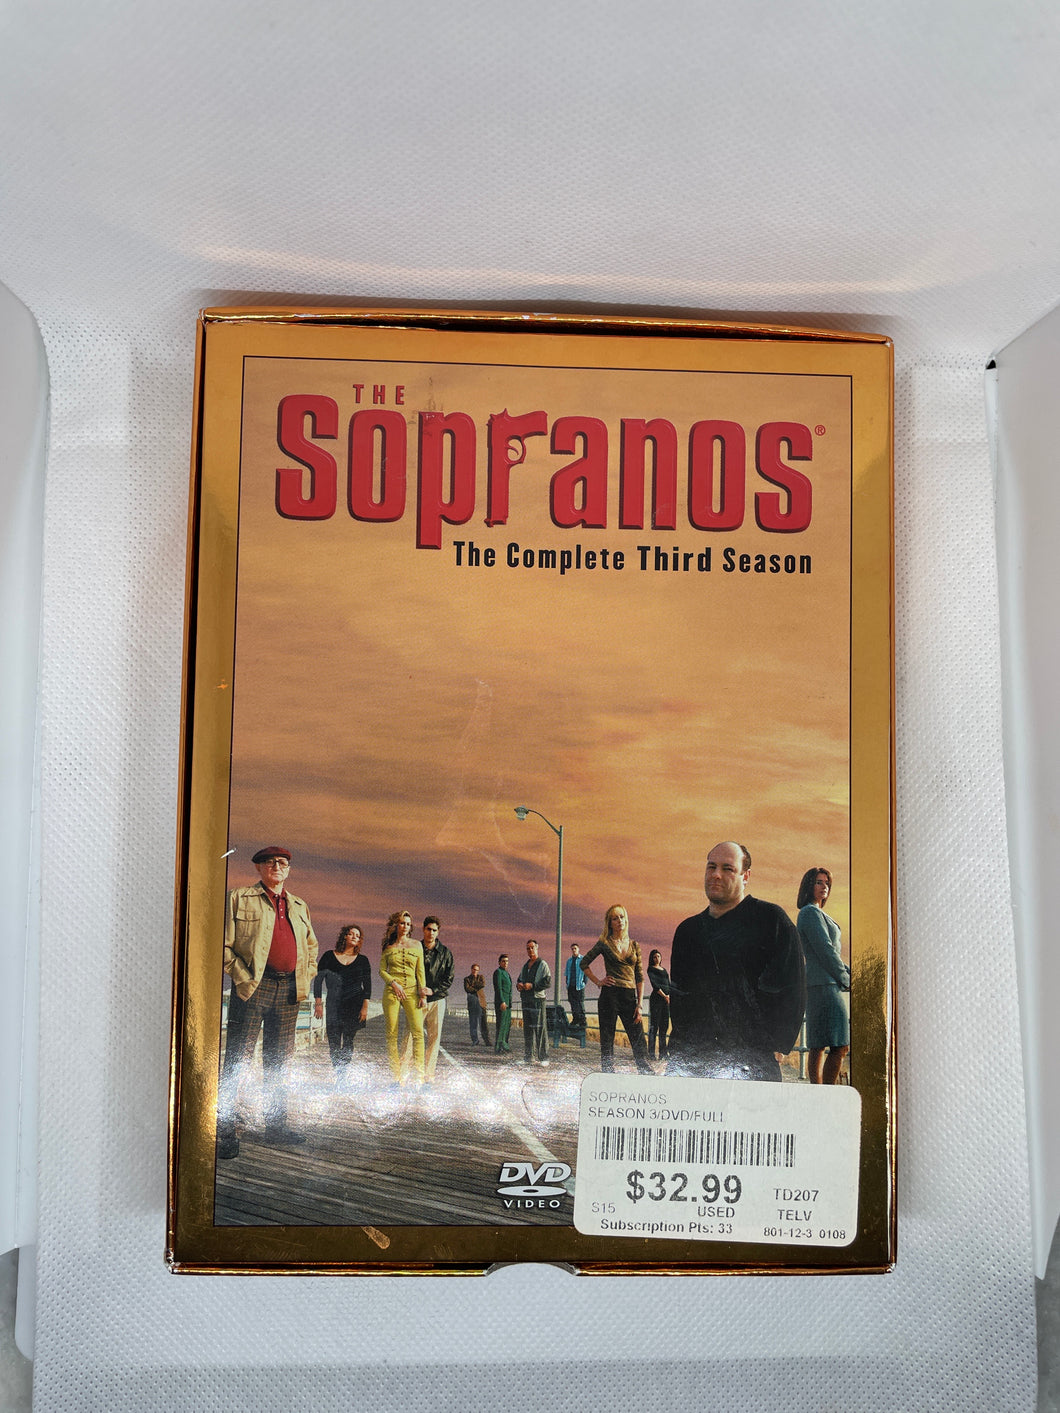 THE
Sopranos®
The Complete Third Season
DVD
VIDEO
SOPRANOS
SEASON 3/DVD/FULL
$32.99 TD207
S15 USED TELV
Subscription Pts: 33 801-12-3 0108